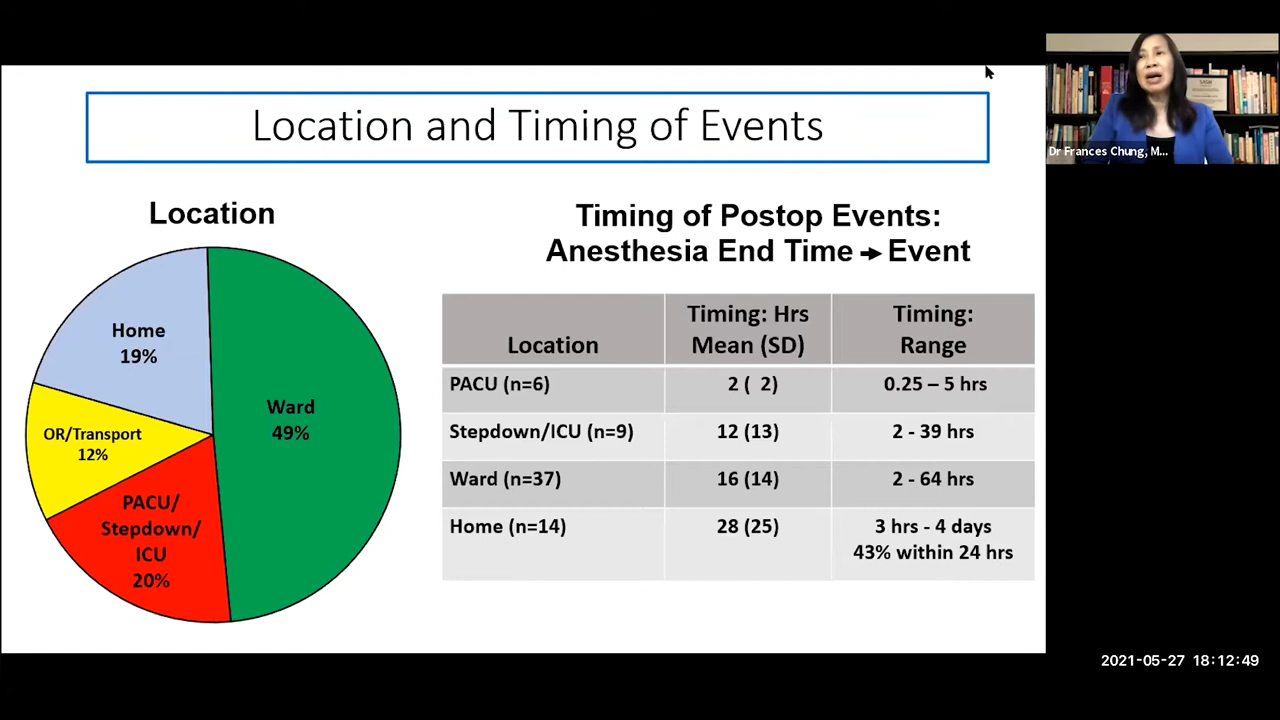 Location and Timing of Events
Location
Home
19%
OR/Transport
12%
PACU/
Stepdown/
ICU
20%
Ward
49%
Timing of Postop Events:
Anesthesia End Time → Event
Location
Timing: Hrs
Mean (SD)
Timing:
Range
PACU (n=6)
2 ( 2)
0.25 – 5 hrs
Stepdown/ICU (n=9)
12 (13)
2 - 39 hrs
Ward (n=37)
16 (14)
2 - 64 hrs
Home (n=14)
28 (25)
3 hrs - 4 days
43% within 24 hrs
Dr Frances Chung, M...
2021-05-27 18:12:49